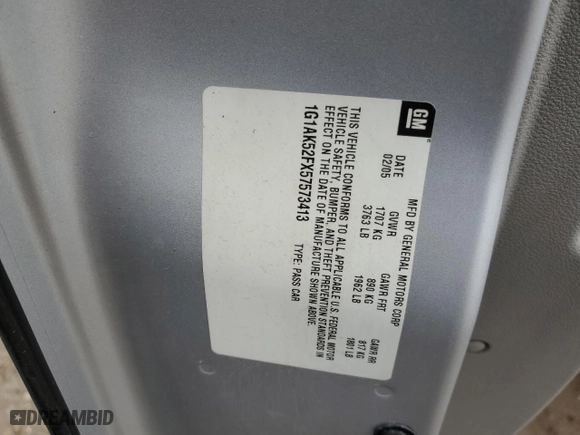 GM
MFD BY GENERAL MOTORS CORP
DATE GVWR GAWR FRT GAWR RR
02/05 1707 KG 890 KG 817 KG
3763 LB 1962 LB 1801 LB
THIS VEHICLE CONFORMS TO ALL APPLICABLE U.S. FEDERAL MOTOR
VEHICLE SAFETY, BUMPER, AND THEFT PREVENTION STANDARDS IN
EFFECT ON THE DATE OF MANUFACTURE SHOWN ABOVE.
1G1AK52FX57573413 TYPE: PASS CAR
DREAMBID